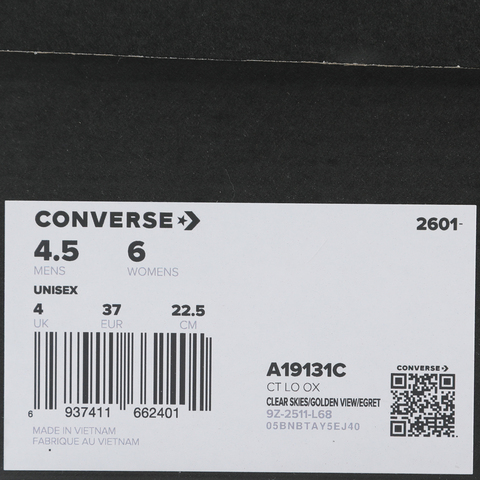 CONVERSE
2601-
4.5 6
MENS WOMENS
UNISEX
4 37 22.5
UK EUR CM
6 937411 662401
MADE IN VIETNAM
FABRIQUE AU VIETNAM
A19131C
CT LO OX
CLEAR SKIES/GOLDEN VIEW/EGRET
9Z-2511-L68
05BNBTAY5EJ40
CONVERSE